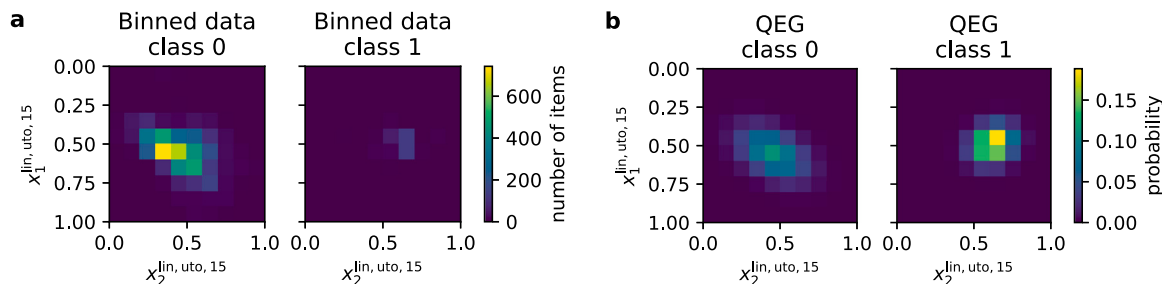 a
Binned data
class 0
Binned data
class 1
0.00
0.25
0.50
0.75
1.00
x_1^{lin, uto, 15}
0.0
0.5
1.0
x_2^{lin, uto, 15}
0.0
0.5
1.0
x_2^{lin, uto, 15}
600
400
200
0
number of items
b
QEG
class 0
QEG
class 1
0.00
0.25
0.50
0.75
1.00
x_1^{lin, uto, 15}
0.0
0.5
1.0
x_2^{lin, uto, 15}
0.0
0.5
1.0
x_2^{lin, uto, 15}
0.15
0.10
0.05
0.00
probability